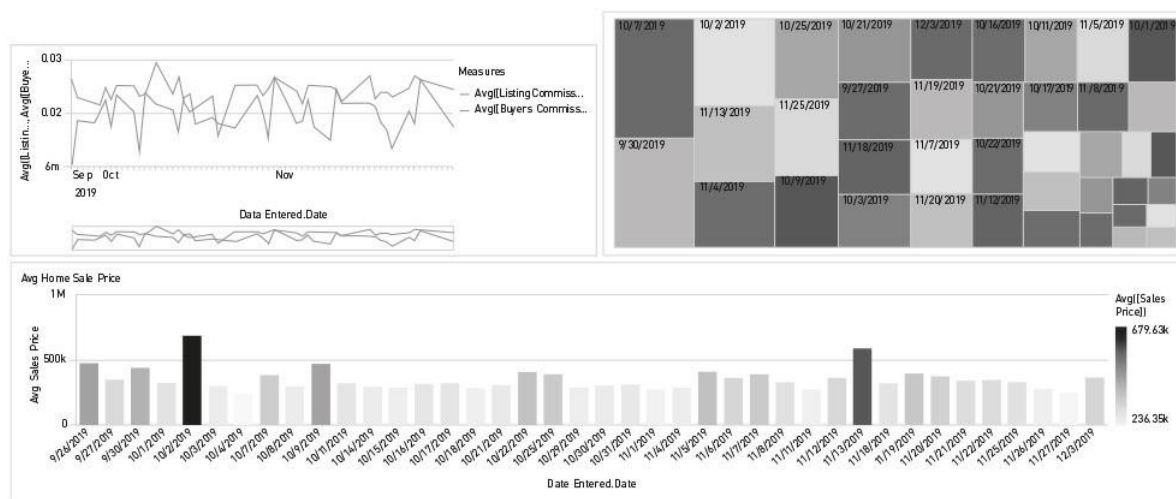 0.03
0.02
6m
Avg([Listin..., Avg([Buye...
Sep Oct Nov
2019
Data Entered.Date
Measures
Avg([Listing Commiss...
Avg([Buyers Commiss...
10/7/2019 10/2/2019 10/25/2019 10/21/2019 12/3/2019 10/16/2019 10/11/2019 11/5/2019 10/1/2019
9/27/2019 11/19/2019 10/21/2019 10/17/2019 11/8/2019
11/13/2019 11/25/2019
9/30/2019 11/18/2019 11/7/2019 10/22/2019
11/4/2019 10/9/2019 10/3/2019 11/20/2019 11/12/2019
Avg Home Sale Price
1M
500k
0
Avg Sales Price
9/26/2019 9/27/2019 9/30/2019 10/1/2019 10/2/2019 10/3/2019 10/4/2019 10/7/2019 10/8/2019 10/9/2019 10/11/2019 10/14/2019 10/15/2019 10/16/2019 10/17/2019 10/18/2019 10/21/2019 10/22/2019 10/25/2019 10/29/2019 10/30/2019 10/31/2019 11/1/2019 11/4/2019 11/5/2019 11/6/2019 11/7/2019 11/8/2019 11/11/2019 11/12/2019 11/13/2019 11/18/2019 11/19/2019 11/20/2019 11/21/2019 11/22/2019 11/25/2019 11/26/2019 11/27/2019 12/3/2019
Date Entered.Date
Avg([Sales
Price])
679.63k
236.35k